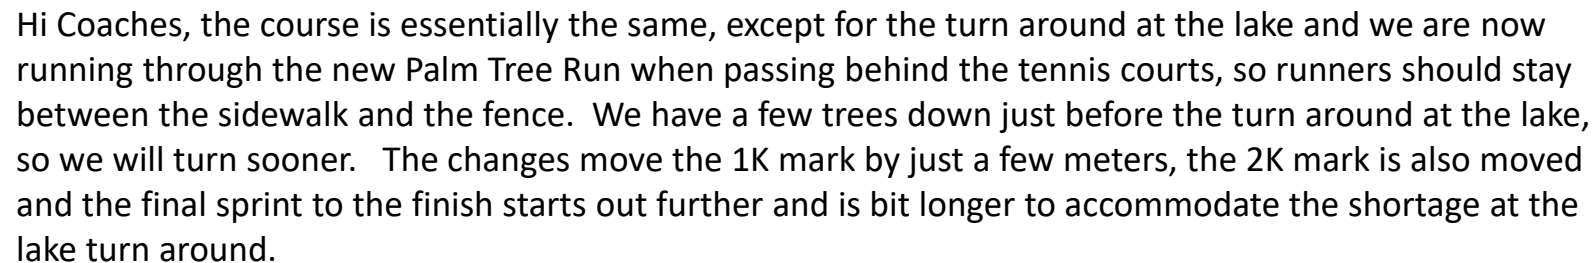 Hi Coaches, the course is essentially the same, except for the turn around at the lake and we are now
running through the new Palm Tree Run when passing behind the tennis courts, so runners should stay
between the sidewalk and the fence.  We have a few trees down just before the turn around at the lake,
so we will turn sooner.   The changes move the 1K mark by just a few meters, the 2K mark is also moved
and the final sprint to the finish starts out further and is bit longer to accommodate the shortage at the
lake turn around.